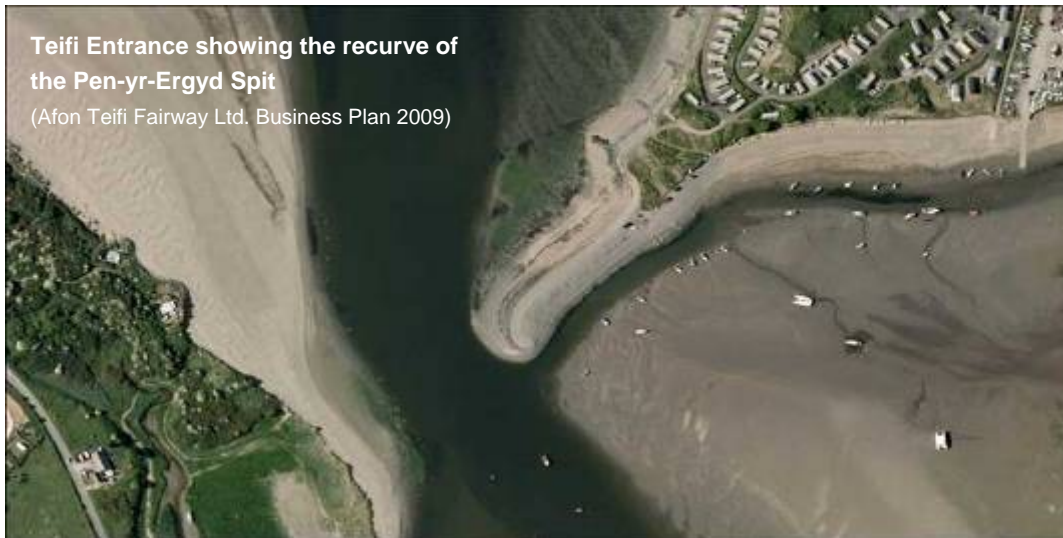 Teifi Entrance showing the recurve of
the Pen-yr-Ergyd Spit
(Afon Teifi Fairway Ltd. Business Plan 2009)